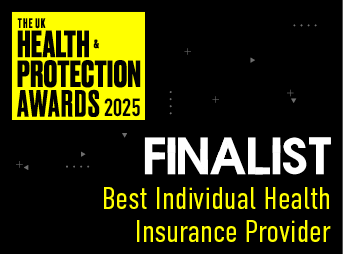 THE UK
HEALTH &
PROTECTION
AWARDS 2025
FINALIST
Best Individual Health
Insurance Provider